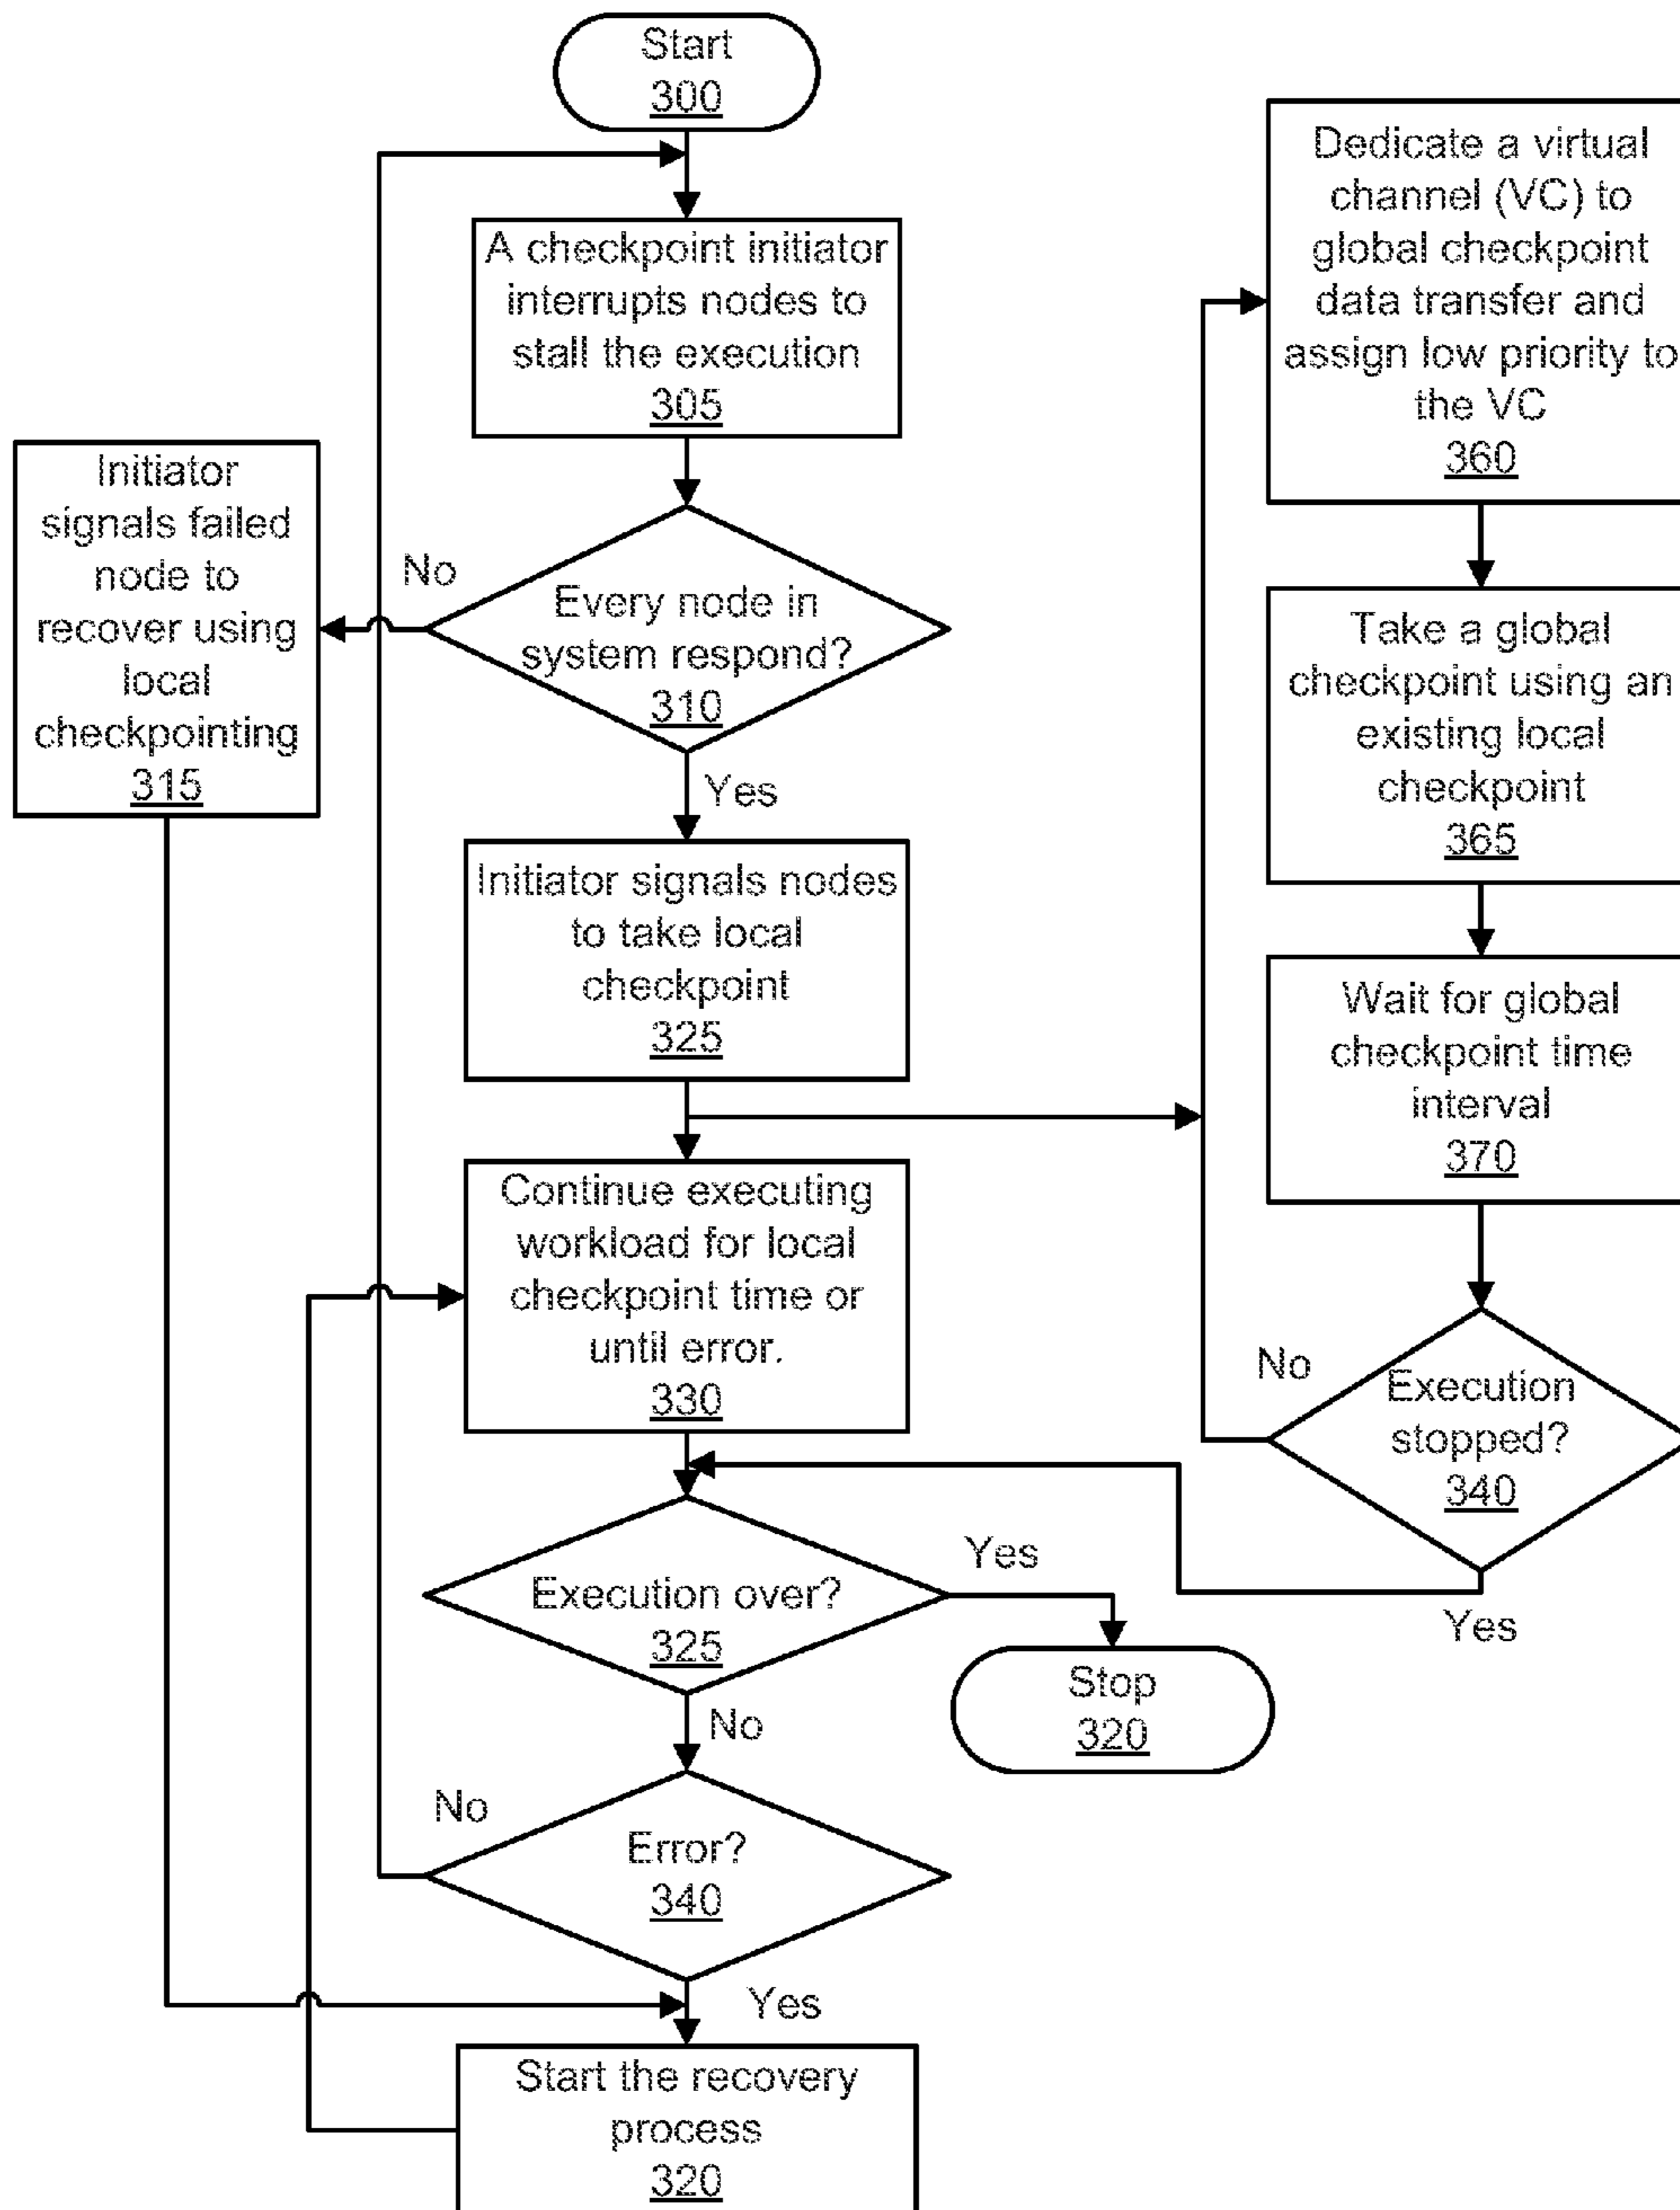 Start
300
A checkpoint initiator
interrupts nodes to
stall the execution
305
Initiator
signals failed
node to
recover using
local
checkpointing
315
No
Every node in
system respond?
310
Yes
Initiator signals nodes
to take local
checkpoint
325
Continue executing
workload for local
checkpoint time or
until error.
330
Execution over?
325
Yes
Stop
320
No
Error?
340
No
Yes
Start the recovery
process
320
Dedicate a virtual
channel (VC) to
global checkpoint
data transfer and
assign low priority to
the VC
360
Take a global
checkpoint using an
existing local
checkpoint
365
Wait for global
checkpoint time
interval
370
No
Execution
stopped?
340
Yes